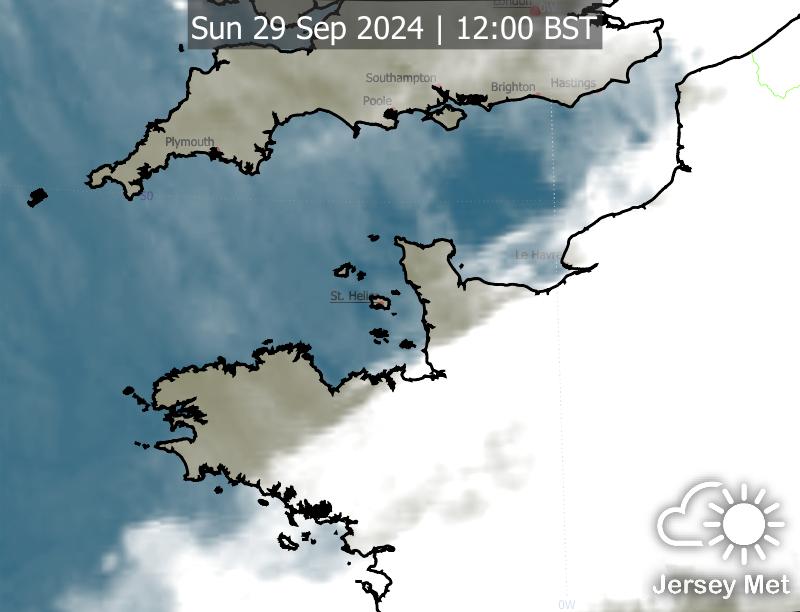 London
0W
Sun 29 Sep 2024 | 12:00 BST
Southampton
Brighton
Hastings
Poole
Plymouth
50
Le Havre
St. Helier
Jersey Met
0W